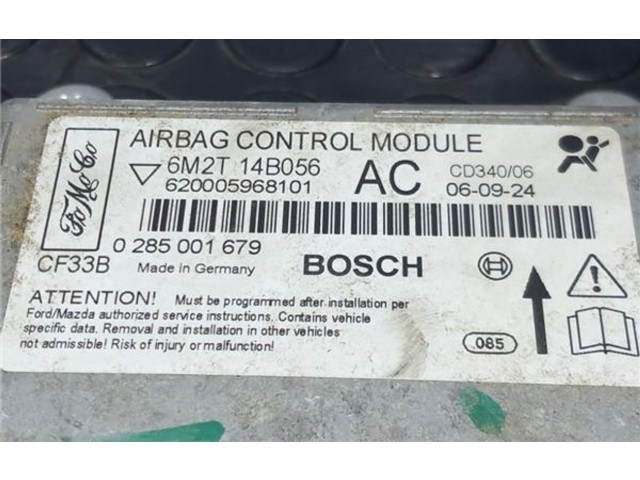 FoMoCo
AIRBAG CONTROL MODULE
6M2T 14B056 AC CD340/06
620005968101 06-09-24
0 285 001 679
CF33B Made in Germany BOSCH
ATTENTION! Must be programmed after installation per
Ford/Mazda authorized service instructions. Contains vehicle
specific data. Removal and installation in other vehicles
not admissible! Risk of injury or malfunction!
085